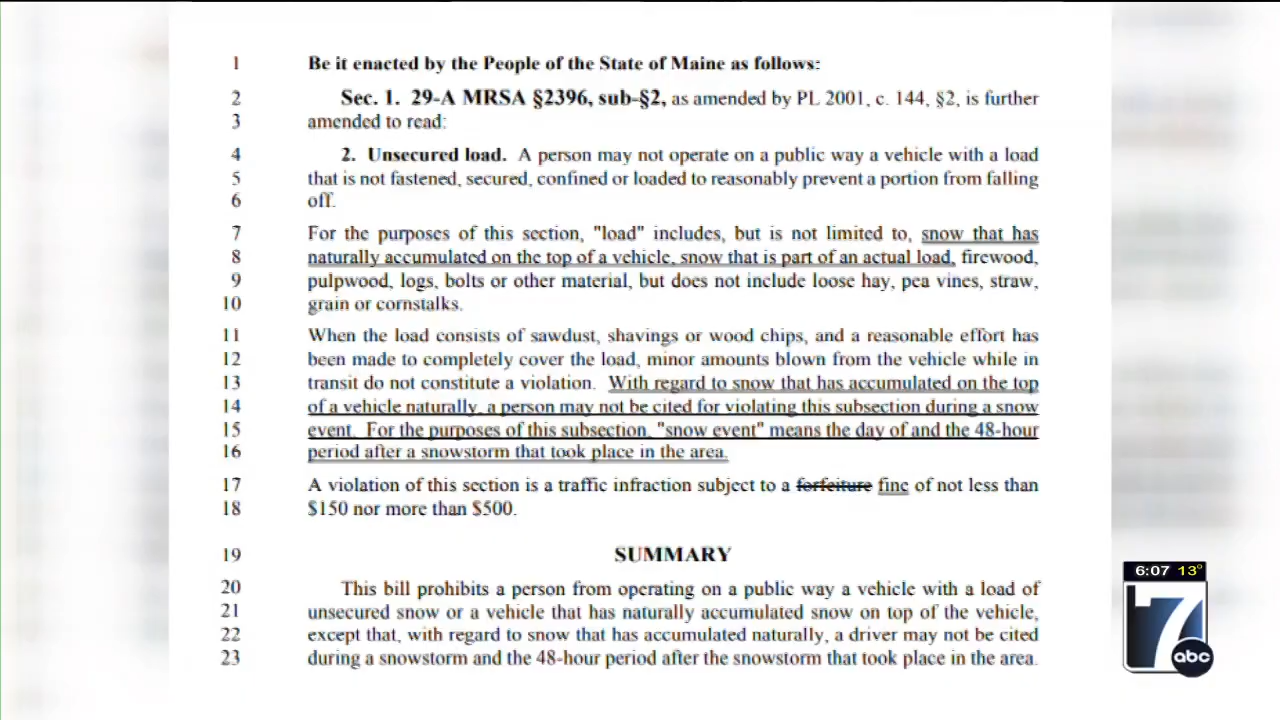 1 Be it enacted by the People of the State of Maine as follows:
2 Sec. 1. 29-A MRSA §2396, sub-§2, as amended by PL 2001, c. 144, §2, is further
3 amended to read:
4 2. Unsecured load. A person may not operate on a public way a vehicle with a load
5 that is not fastened, secured, confined or loaded to reasonably prevent a portion from falling
6 off.
7 For the purposes of this section, "load" includes, but is not limited to, snow that has
8 naturally accumulated on the top of a vehicle, snow that is part of an actual load, firewood,
9 pulpwood, logs, bolts or other material, but does not include loose hay, pea vines, straw,
10 grain or cornstalks.
11 When the load consists of sawdust, shavings or wood chips, and a reasonable effort has
12 been made to completely cover the load, minor amounts blown from the vehicle while in
13 transit do not constitute a violation. With regard to snow that has accumulated on the top
14 of a vehicle naturally, a person may not be cited for violating this subsection during a snow
15 event. For the purposes of this subsection, "snow event" means the day of and the 48-hour
16 period after a snowstorm that took place in the area.
17 A violation of this section is a traffic infraction subject to a forfeiture fine of not less than
18 $150 nor more than $500.
19 SUMMARY
20 This bill prohibits a person from operating on a public way a vehicle with a load of
21 unsecured snow or a vehicle that has naturally accumulated snow on top of the vehicle,
22 except that, with regard to snow that has accumulated naturally, a driver may not be cited
23 during a snowstorm and the 48-hour period after the snowstorm that took place in the area.
6:07 13°
7
abc